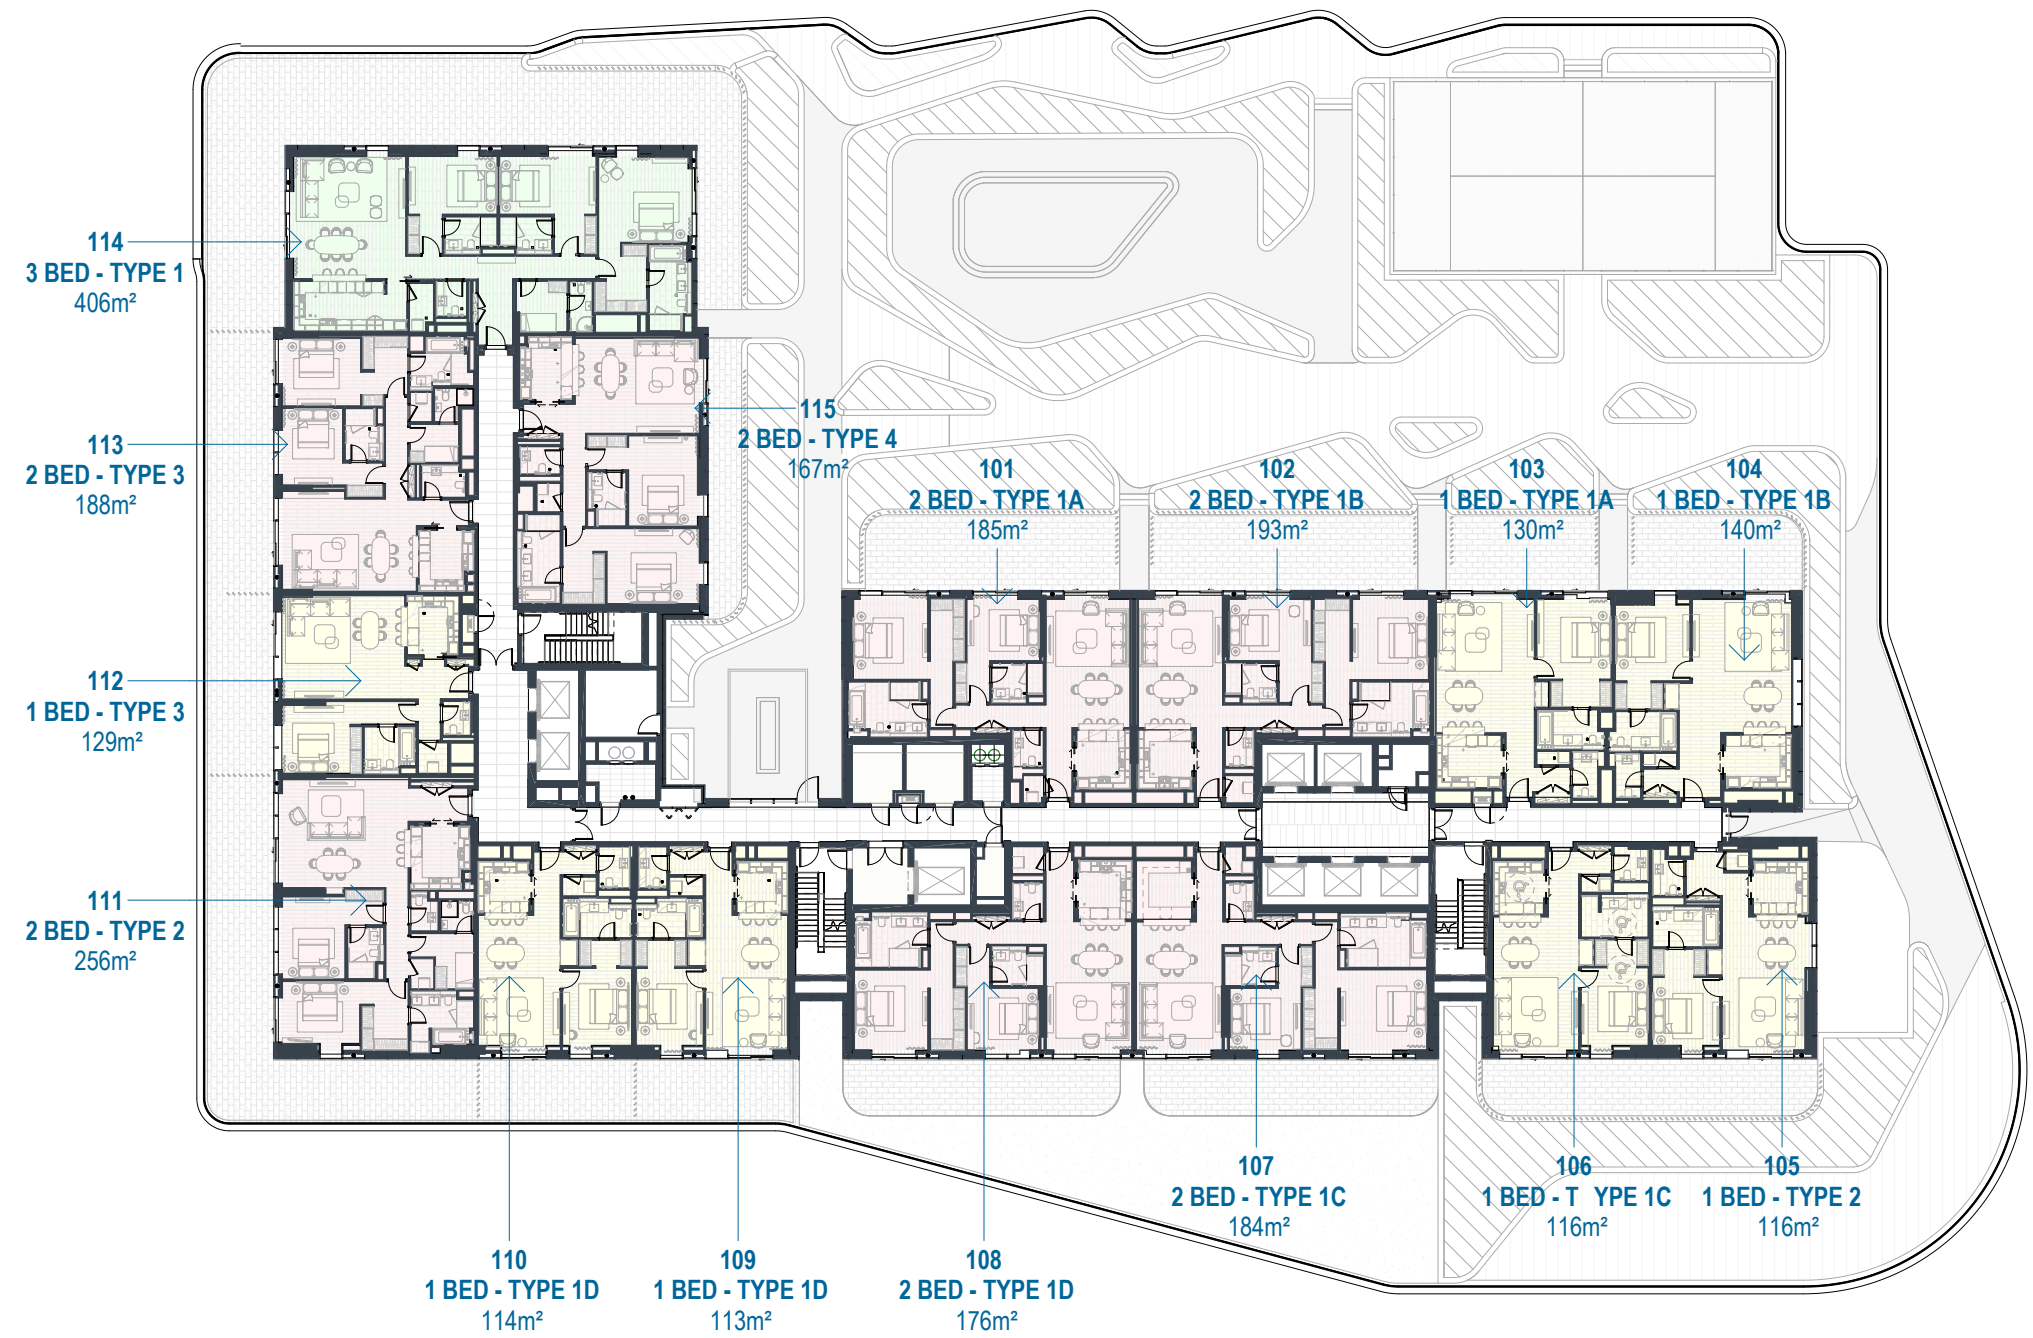 114
3 BED - TYPE 1
406m²
113
2 BED - TYPE 3
188m²
115
2 BED - TYPE 4
167m²
101
2 BED - TYPE 1A
185m²
102
2 BED - TYPE 1B
193m²
103
1 BED - TYPE 1A
130m²
104
1 BED - TYPE 1B
140m²
112
1 BED - TYPE 3
129m²
111
2 BED - TYPE 2
256m²
110
1 BED - TYPE 1D
114m²
109
1 BED - TYPE 1D
113m²
108
2 BED - TYPE 1D
176m²
107
2 BED - TYPE 1C
184m²
106
1 BED - T YPE 1C
116m²
105
1 BED - TYPE 2
116m²